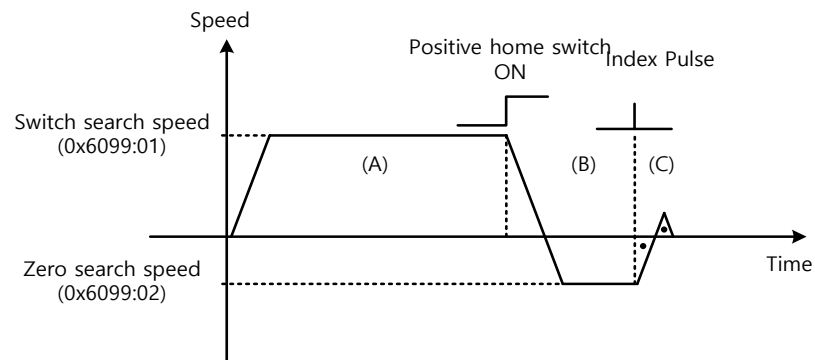 Speed
Positive home switch
ON
Index Pulse
Switch search speed
(0x6099:01)
(A)
(B)
(C)
Zero search speed
(0x6099:02)
Time